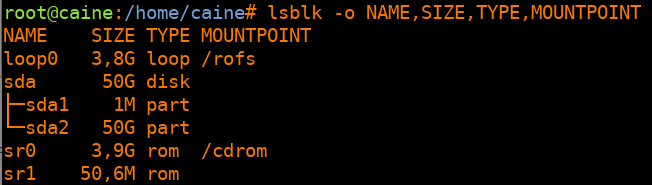 root@caine:/home/caine# lsblk -o NAME,SIZE,TYPE,MOUNTPOINT
NAME    SIZE TYPE MOUNTPOINT
loop0   3,8G loop /rofs
sda      50G disk
├─sda1    1M part
└─sda2   50G part
sr0     3,9G rom  /cdrom
sr1    50,6M rom